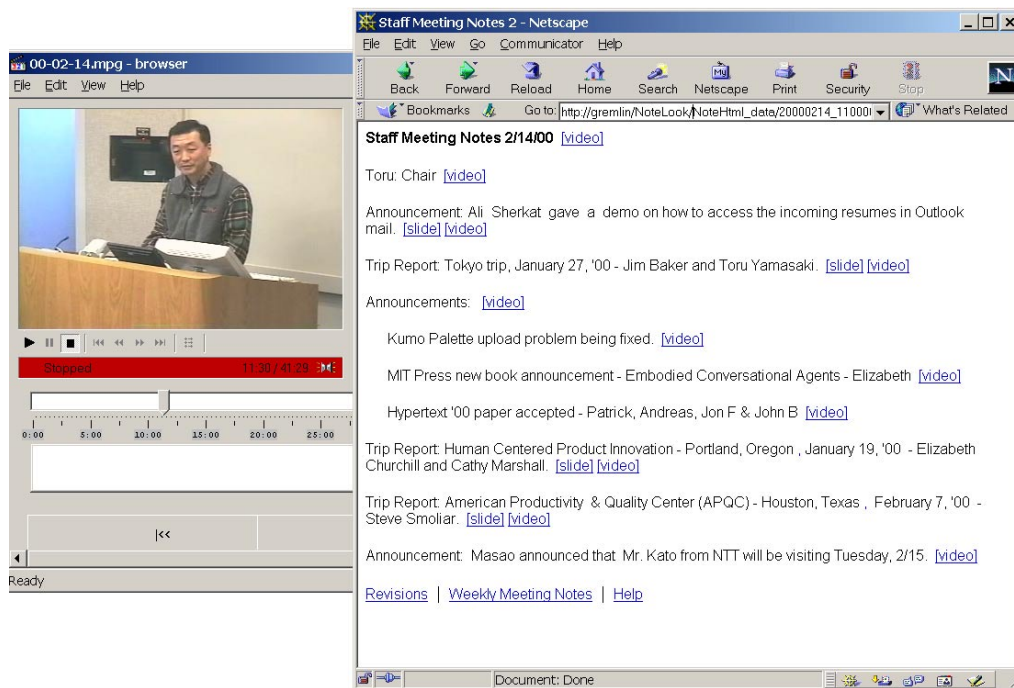 00-02-14.mpg - browser
File Edit View Help
Stopped 11:30 / 41:29
0:00 5:00 10:00 15:00 20:00 25:00
|<<
Ready
Staff Meeting Notes 2 - Netscape
File Edit View Go Communicator Help
Back Forward Reload Home Search Netscape Print Security Stop
Bookmarks Go to: http://gremlin/NoteLook/NoteHtml_data/20000214_11000 What's Related
Staff Meeting Notes 2/14/00 [video]
Toru: Chair [video]
Announcement: Ali Sherkat gave a demo on how to access the incoming resumes in Outlook
mail. [slide] [video]
Trip Report: Tokyo trip, January 27, '00 - Jim Baker and Toru Yamasaki. [slide] [video]
Announcements: [video]
Kumo Palette upload problem being fixed. [video]
MIT Press new book announcement - Embodied Conversational Agents - Elizabeth [video]
Hypertext '00 paper accepted - Patrick, Andreas, Jon F & John B [video]
Trip Report: Human Centered Product Innovation - Portland, Oregon , January 19, '00 - Elizabeth
Churchill and Cathy Marshall. [slide] [video]
Trip Report: American Productivity & Quality Center (APQC) - Houston, Texas , February 7, '00 -
Steve Smoliar. [slide] [video]
Announcement: Masao announced that Mr. Kato from NTT will be visiting Tuesday, 2/15. [video]
Revisions | Weekly Meeting Notes | Help
Document: Done